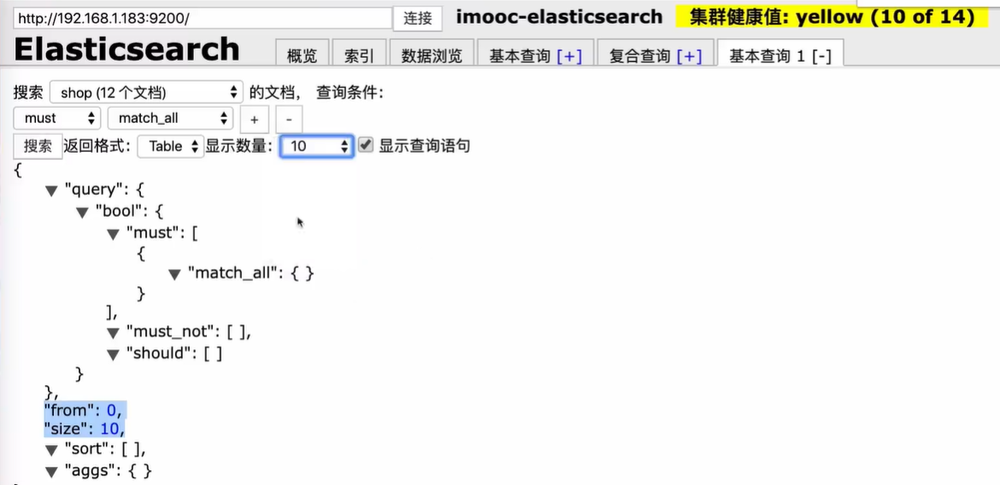 http://192.168.1.183:9200/ 连接 imooc-elasticsearch 集群健康值: yellow (10 of 14)
Elasticsearch 概览 索引 数据浏览 基本查询 [+] 复合查询 [+] 基本查询 1 [-]
搜索 shop (12 个文档) 的文档， 查询条件：
must match_all + -
搜索 返回格式： Table 显示数量： 10 显示查询语句
{
"query": {
"bool": {
"must": [
{
"match_all": { }
}
],
"must_not": [ ],
"should": [ ]
}
},
"from": 0,
"size": 10,
"sort": [ ],
"aggs": { }